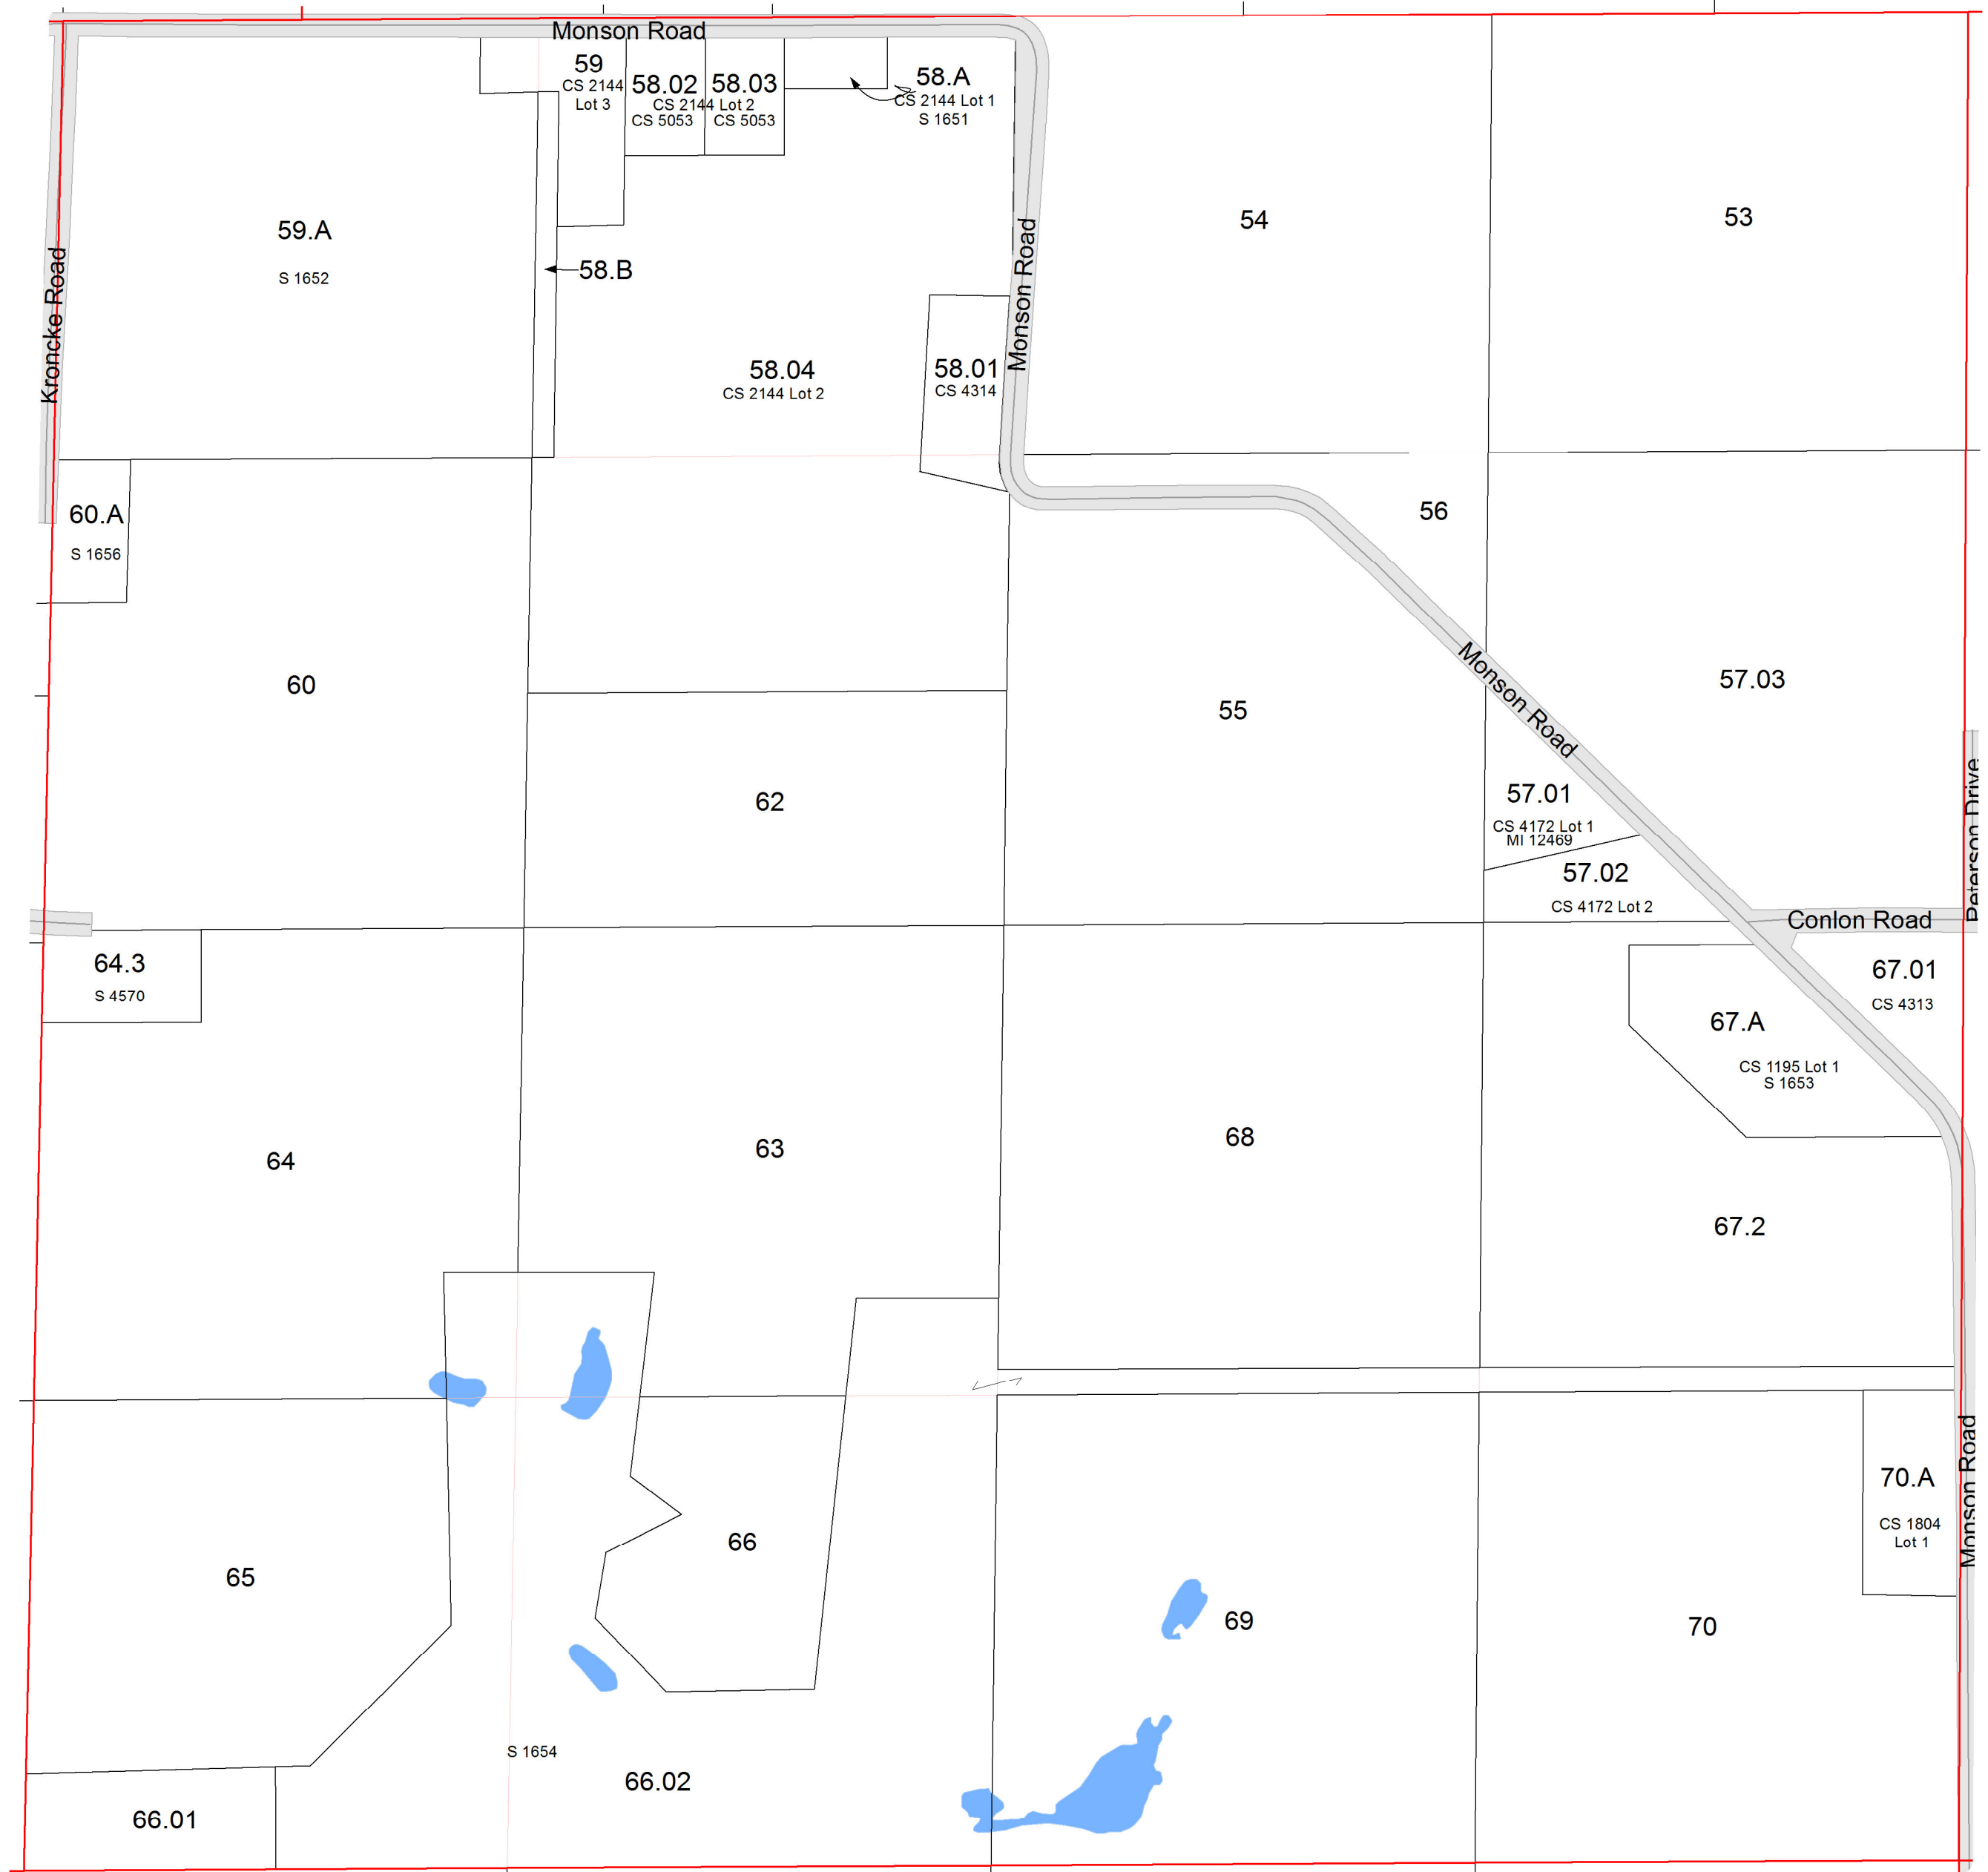 Monson Road
59
CS 2144
Lot 3
58.02
58.03
CS 2144 Lot 2
CS 5053
CS 5053
58.A
CS 2144 Lot 1
S 1651
59.A
S 1652
54
53
Kroncke Road
58.B
Monson Road
58.04
CS 2144 Lot 2
58.01
CS 4314
60.A
S 1656
56
60
55
Monson Road
57.03
62
57.01
CS 4172 Lot 1
MI 12469
57.02
CS 4172 Lot 2
Peterson Drive
Conlon Road
64.3
S 4570
67.01
CS 4313
67.A
CS 1195 Lot 1
S 1653
64
63
68
67.2
70.A
CS 1804
Lot 1
Monson Road
66
65
69
70
S 1654
66.02
66.01